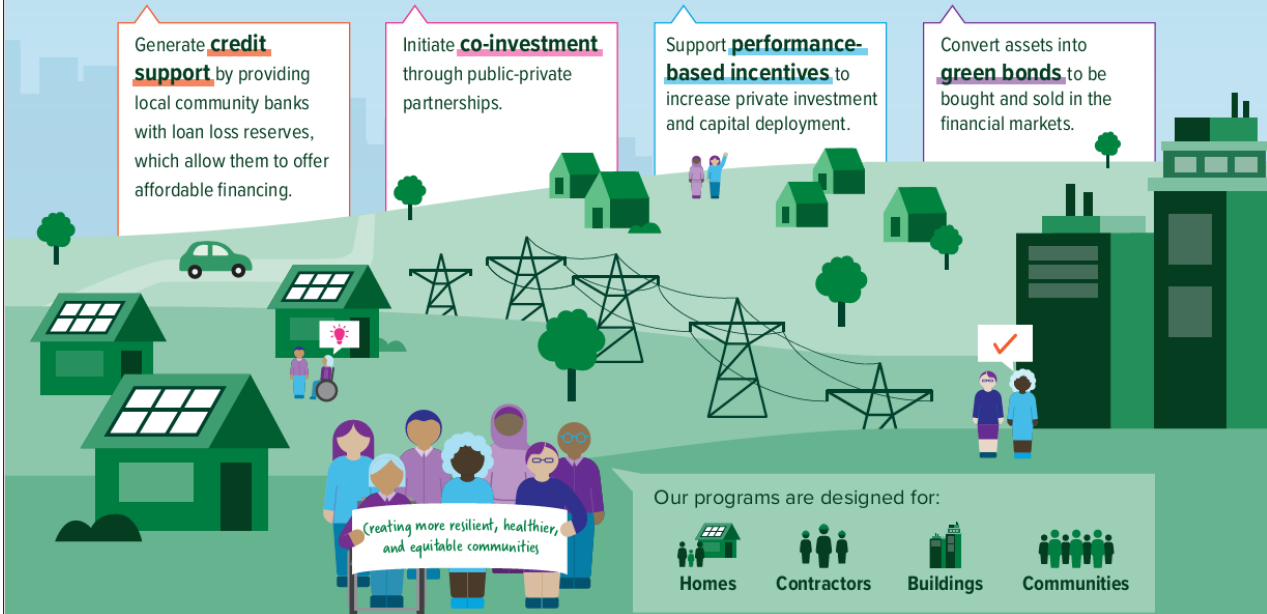 Generate credit
support by providing
local community banks
with loan loss reserves,
which allow them to offer
affordable financing.
Initiate co-investment
through public-private
partnerships.
Support performance-
based incentives to
increase private investment
and capital deployment.
Convert assets into
green bonds to be
bought and sold in the
financial markets.
Creating more resilient, healthier,
and equitable communities
Our programs are designed for:
Homes
Contractors
Buildings
Communities